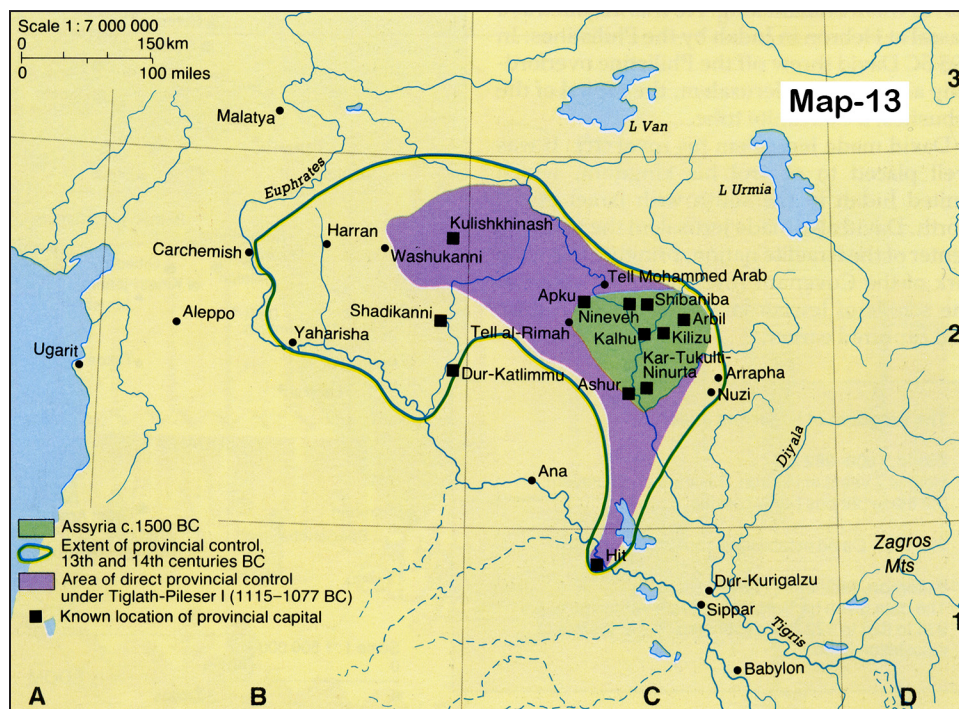 Scale 1 : 7 000 000
0 150 km
0 100 miles
Map-13
3
Malatya
L Van
Euphrates
L Urmia
Kulishkhinash
Harran
Carchemish
Washukanni
Tell Mohammed Arab
Apku
Shibaniba
Shadikanni
Nineveh
Arbil
Aleppo
Tell al-Rimah
Kalhu
Kilizu
2
Yaharisha
Ugarit
Kar-Tukulti-
Ninurta
Dur-Katlimmu
Arrapha
Ashur
Nuzi
Diyala
Ana
Assyria c.1500 BC
Extent of provincial control,
13th and 14th centuries BC
Area of direct provincial control
under Tiglath-Pileser I (1115–1077 BC)
Known location of provincial capital
Hit
Zagros
Mts
Dur-Kurigalzu
Sippar
1
Tigris
Babylon
A B C D